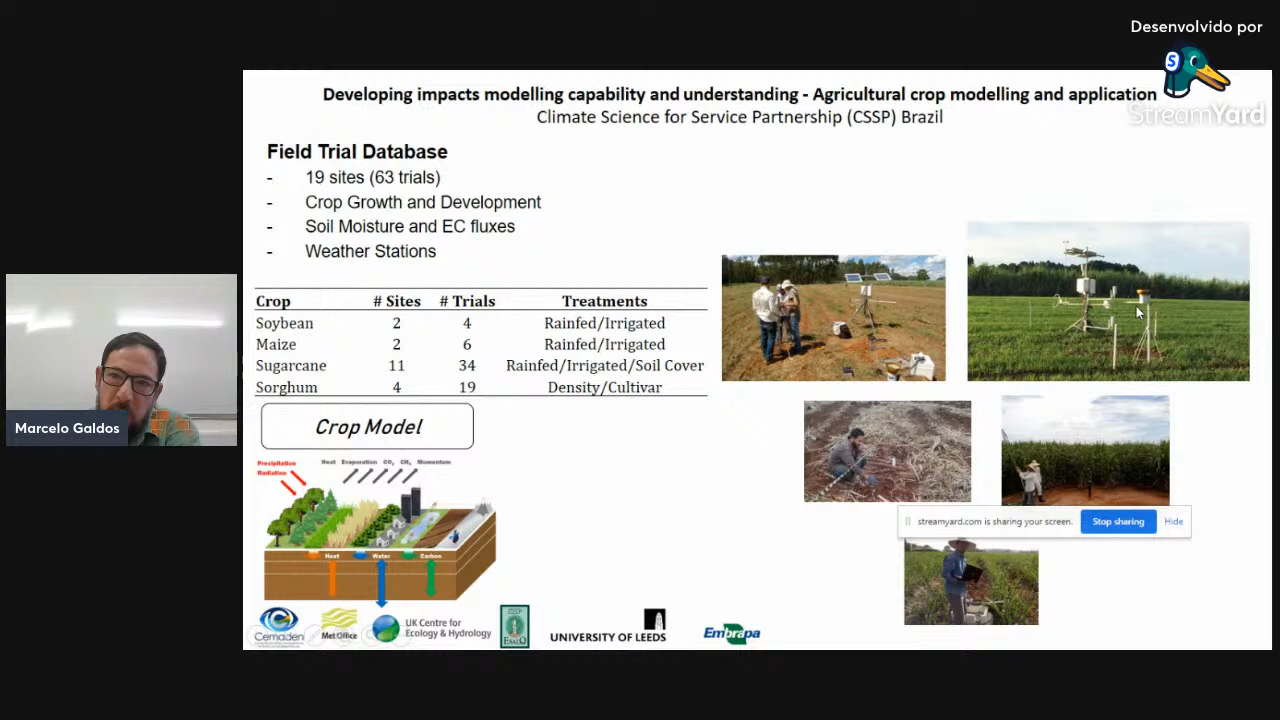 Desenvolvido por
S
StreamYard
Developing impacts modelling capability and understanding - Agricultural crop modelling and application
Climate Science for Service Partnership (CSSP) Brazil
Field Trial Database
- 19 sites (63 trials)
- Crop Growth and Development
- Soil Moisture and EC fluxes
- Weather Stations
Crop # Sites # Trials Treatments
Soybean 2 4 Rainfed/Irrigated
Maize 2 6 Rainfed/Irrigated
Sugarcane 11 34 Rainfed/Irrigated/Soil Cover
Sorghum 4 19 Density/Cultivar
Marcelo Galdos
Crop Model
Precipitation
Radiation
Heat Evaporation CO₂ CH₄ Momentum
Heat Water Carbon
streamyard.com is sharing your screen. Stop sharing Hide
Cemaden
Met Office
UK Centre for
Ecology & Hydrology
ESALQ
UNIVERSITY OF LEEDS
Embrapa